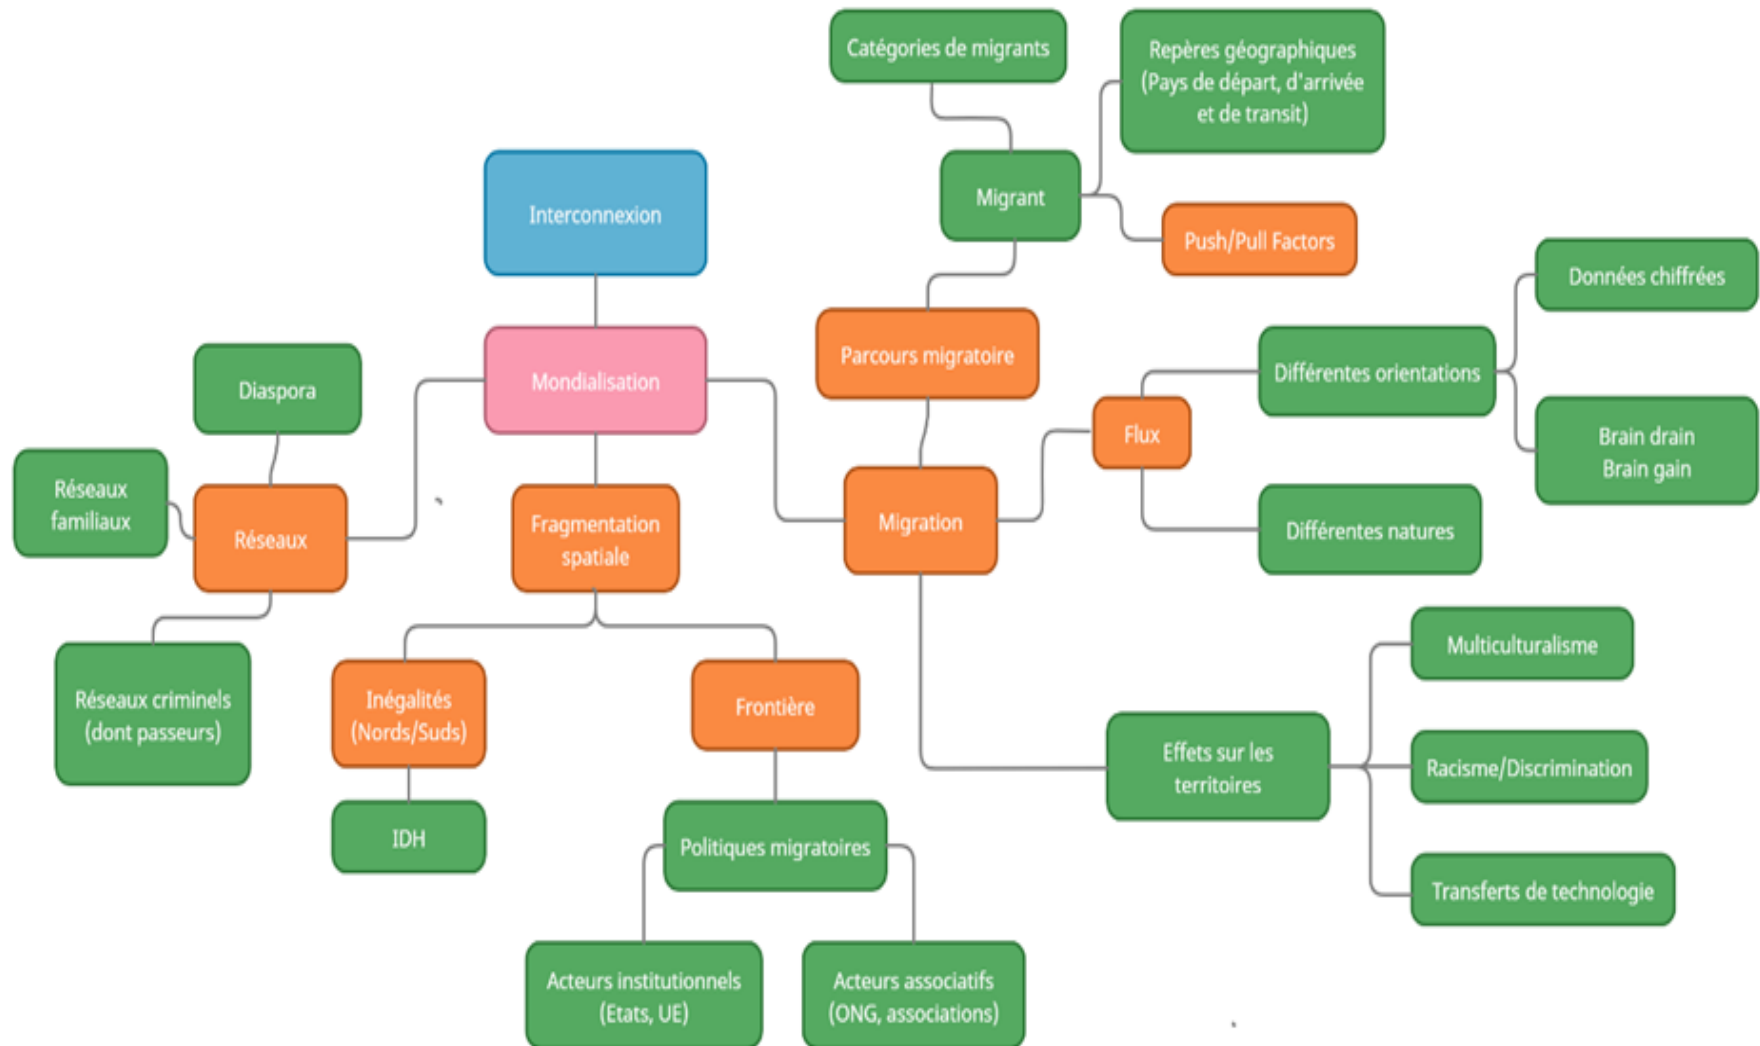 Catégories de migrants
Repères géographiques
(Pays de départ, d'arrivée
et de transit)
Migrant
Push/Pull Factors
Interconnexion
Parcours migratoire
Mondialisation
Diaspora
Réseaux
familiaux
Réseaux
Réseaux criminels
(dont passeurs)
Fragmentation
spatiale
Inégalités
(Nords/Suds)
IDH
Frontière
Politiques migratoires
Acteurs institutionnels
(Etats, UE)
Acteurs associatifs
(ONG, associations)
Migration
Flux
Différentes orientations
Données chiffrées
Brain drain
Brain gain
Différentes natures
Effets sur les
territoires
Multiculturalisme
Racisme/Discrimination
Transferts de technologie